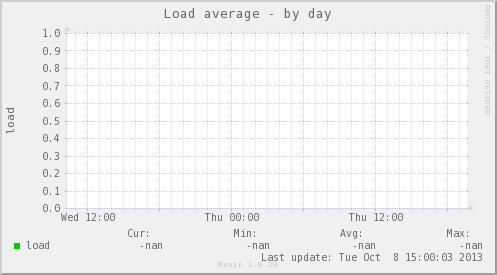 Load average - by day
RRDTOOL / TOBI OETIKER
load
1.0
0.9
0.8
0.7
0.6
0.5
0.4
0.3
0.2
0.1
0.0
Wed 12:00 Thu 00:00 Thu 12:00
Cur: Min: Avg: Max:
load -nan -nan -nan -nan
Last update: Tue Oct  8 15:00:03 2013
Munin 2.0.20